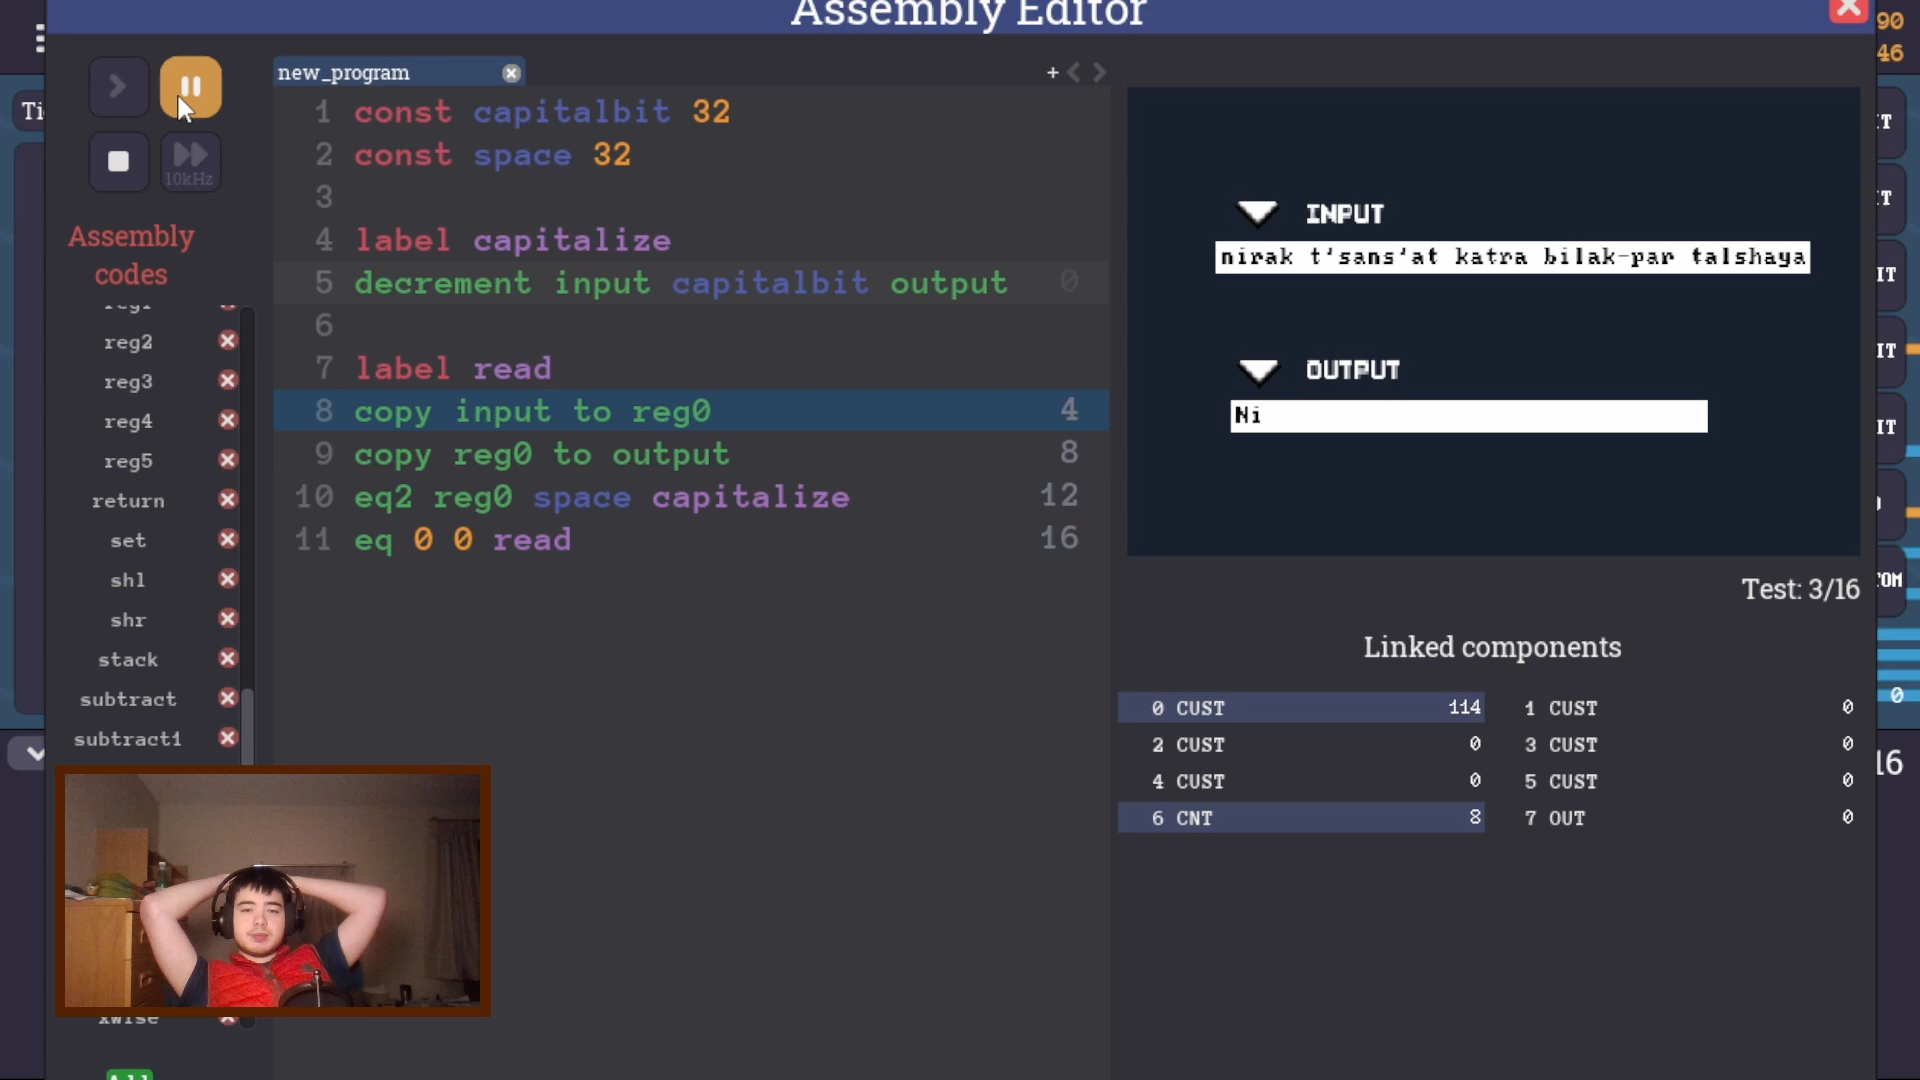 Assembly Editor
90
46
new_program
+
1 const capitalbit 32
2 const space 32
3
4 label capitalize
5 decrement input capitalbit output 0
6
7 label read
8 copy input to reg0 4
9 copy reg0 to output 8
10 eq2 reg0 space capitalize 12
11 eq 0 0 read 16
10kHz
Assembly
codes
reg1
reg2
reg3
reg4
reg5
return
set
shl
shr
stack
subtract
subtract1
INPUT
nirak t'sans'at katra bilak-par talshaya
OUTPUT
Ni
Test: 3/16
Linked components
0 CUST 114 1 CUST 0
2 CUST 0 3 CUST 0
4 CUST 0 5 CUST 0
6 CNT 8 7 OUT 0
0
16